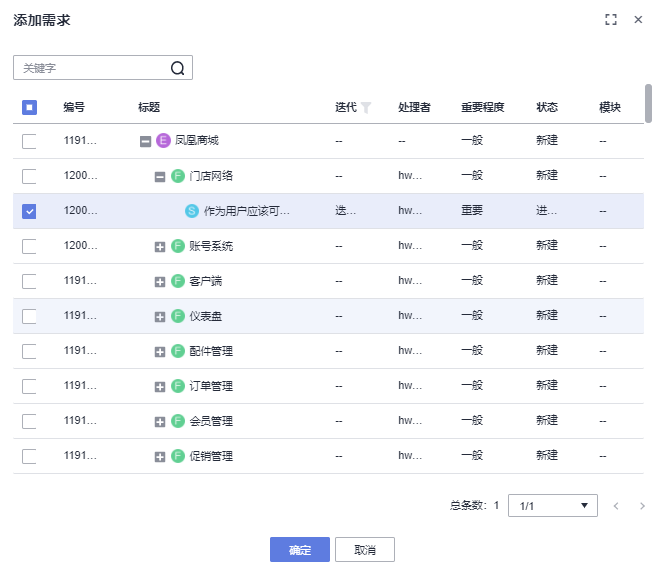 添加需求
关键字
编号 标题 迭代 处理者 重要程度 状态 模块
1191... E 凤凰商城 -- -- 一般 新建 --
1200... F 门店网络 -- hw... 一般 新建 --
1200... S 作为用户应该可... 迭... hw... 重要 进... --
1200... F 账号系统 -- hw... 一般 新建 --
1191... F 客户端 -- hw... 一般 新建 --
1191... F 仪表盘 -- hw... 一般 新建 --
1191... F 配件管理 -- hw... 一般 新建 --
1191... F 订单管理 -- hw... 一般 新建 --
1191... F 会员管理 -- hw... 一般 新建 --
1191... F 促销管理 -- hw... 一般 新建 --
总条数: 1 1/1
确定 取消